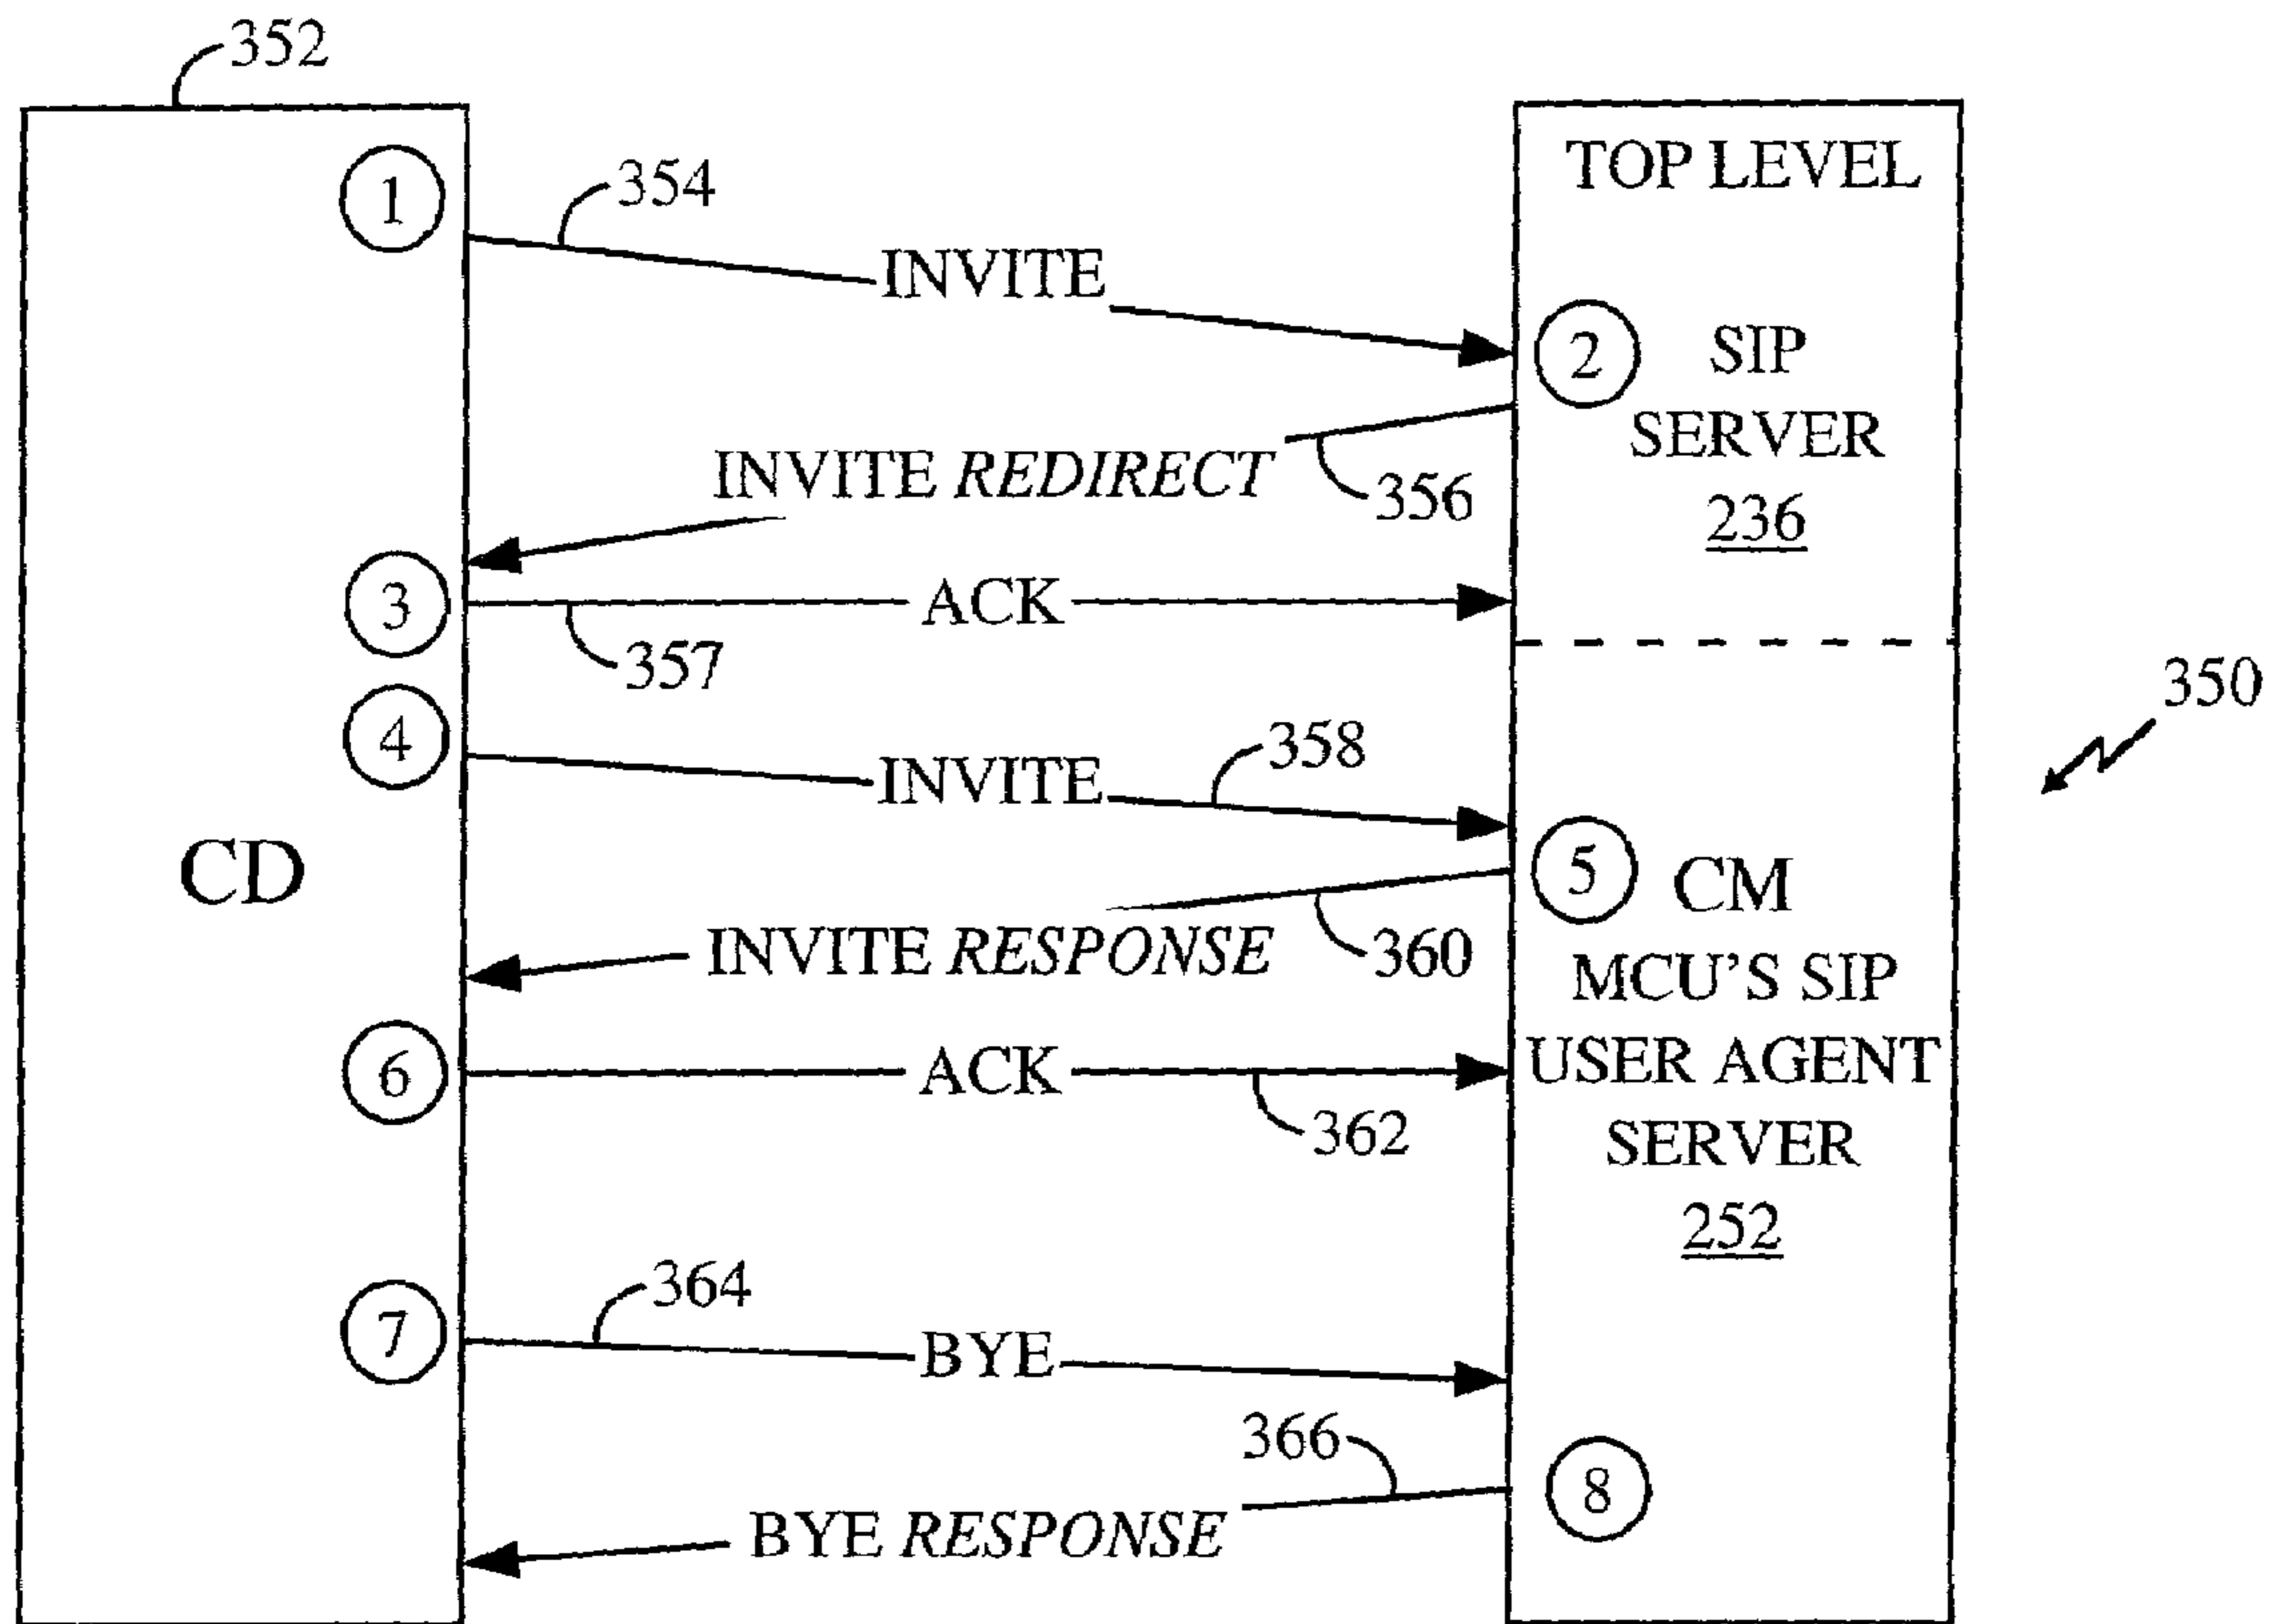 352
TOP LEVEL
1
354
INVITE
2
SIP
SERVER
236
INVITE REDIRECT
356
3
ACK
357
350
4
358
INVITE
CD
5
CM
INVITE RESPONSE
360
MCU'S SIP
USER AGENT
SERVER
252
6
ACK
362
7
364
BYE
366
8
BYE RESPONSE